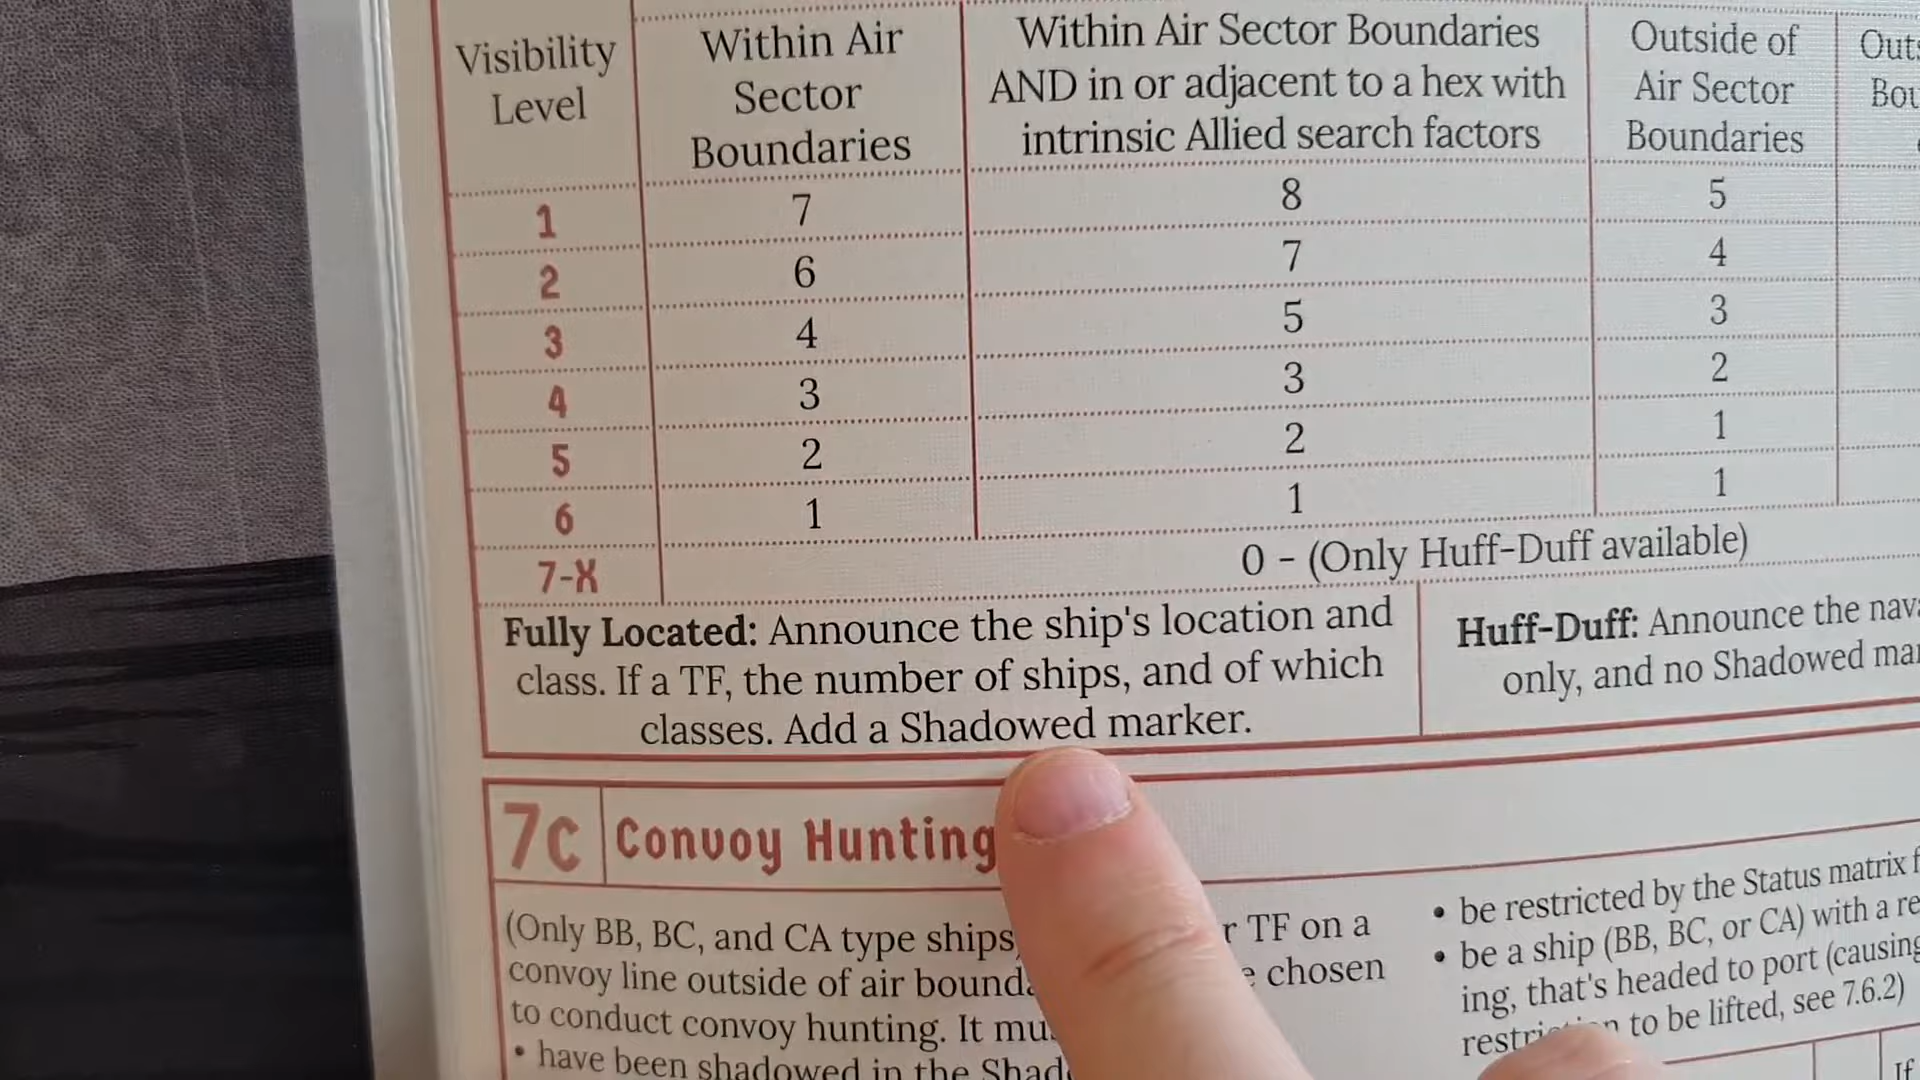 Visibility Level
Within Air Sector Boundaries
Within Air Sector Boundaries AND in or adjacent to a hex with intrinsic Allied search factors
Outside of Air Sector Boundaries
1 7 8 5
2 6 7 4
3 4 5 3
4 3 3 2
5 2 2 1
6 1 1 1
7-X 0 - (Only Huff-Duff available)
Fully Located: Announce the ship's location and
class. If a TF, the number of ships, and of which
classes. Add a Shadowed marker.
Huff-Duff: Announce the
only, and no Shadowed
7C Convoy Hunting
(Only BB, BC, and CA type ships TF on a
convoy line outside of air chosen
to conduct convoy hunting. It
• have been shadowed in the
• be restricted by the Status matrix
• be a ship (BB, BC, or CA) with a
ing, that's headed to port (causing
to be lifted, see 7.6.2)
If